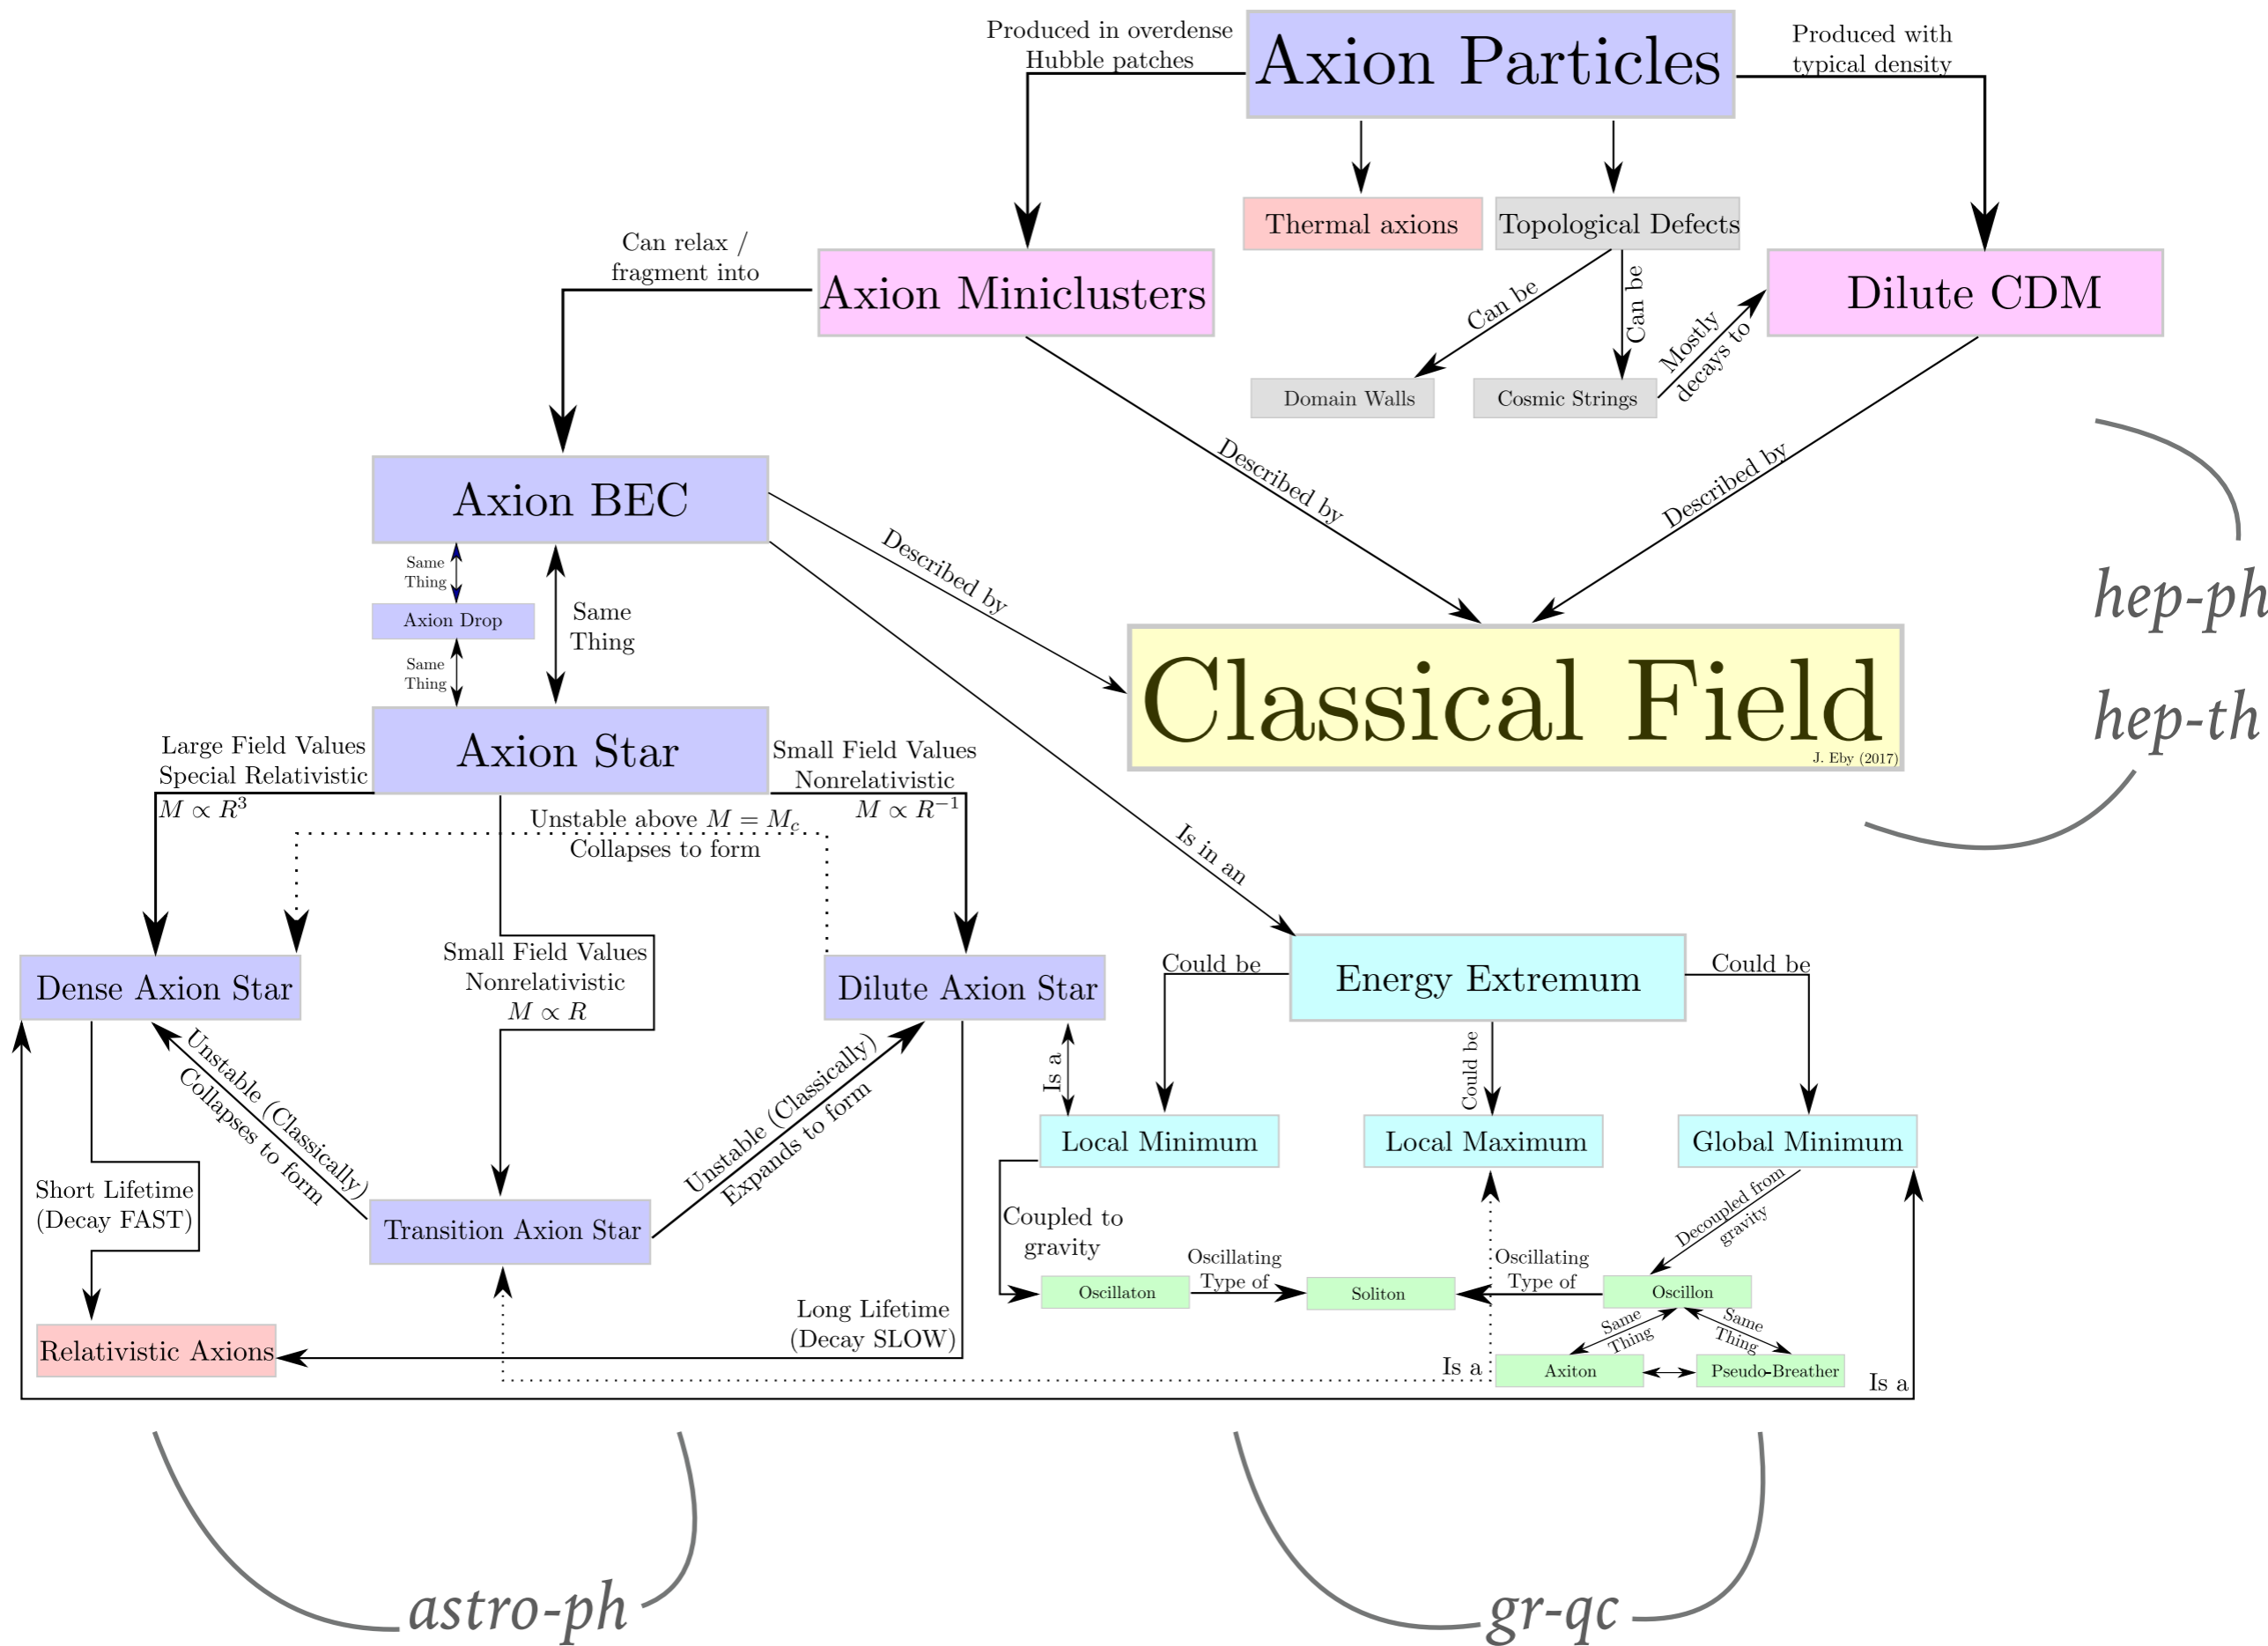 Produced in overdense
Hubble patches
Axion Particles
Produced with
typical density
Thermal axions
Topological Defects
Can relax /
fragment into
Axion Miniclusters
Dilute CDM
Can be
Can be
Mostly
decays to
Domain Walls
Cosmic Strings
Described by
Described by
Axion BEC
Described by
Same
Thing
Axion Drop
Same
Thing
Same
Thing
Classical Field
J. Eby (2017)
hep-ph
hep-th
Axion Star
Large Field Values
Special Relativistic
M ∝ R³
Small Field Values
Nonrelativistic
M ∝ R⁻¹
Unstable above M = M_c
Collapses to form
Is in an
Small Field Values
Nonrelativistic
M ∝ R
Dense Axion Star
Dilute Axion Star
Could be
Energy Extremum
Could be
Could be
Is a
Unstable (Classically)
Collapses to form
Unstable (Classically)
Expands to form
Local Minimum
Local Maximum
Global Minimum
Short Lifetime
(Decay FAST)
Transition Axion Star
Coupled to
gravity
Decoupled from
gravity
Oscillating
Type of
Oscillating
Type of
Oscillaton
Soliton
Oscillon
Long Lifetime
(Decay SLOW)
Same
Thing
Same
Thing
Relativistic Axions
Is a
Axiton
Pseudo-Breather
Is a
astro-ph
gr-qc